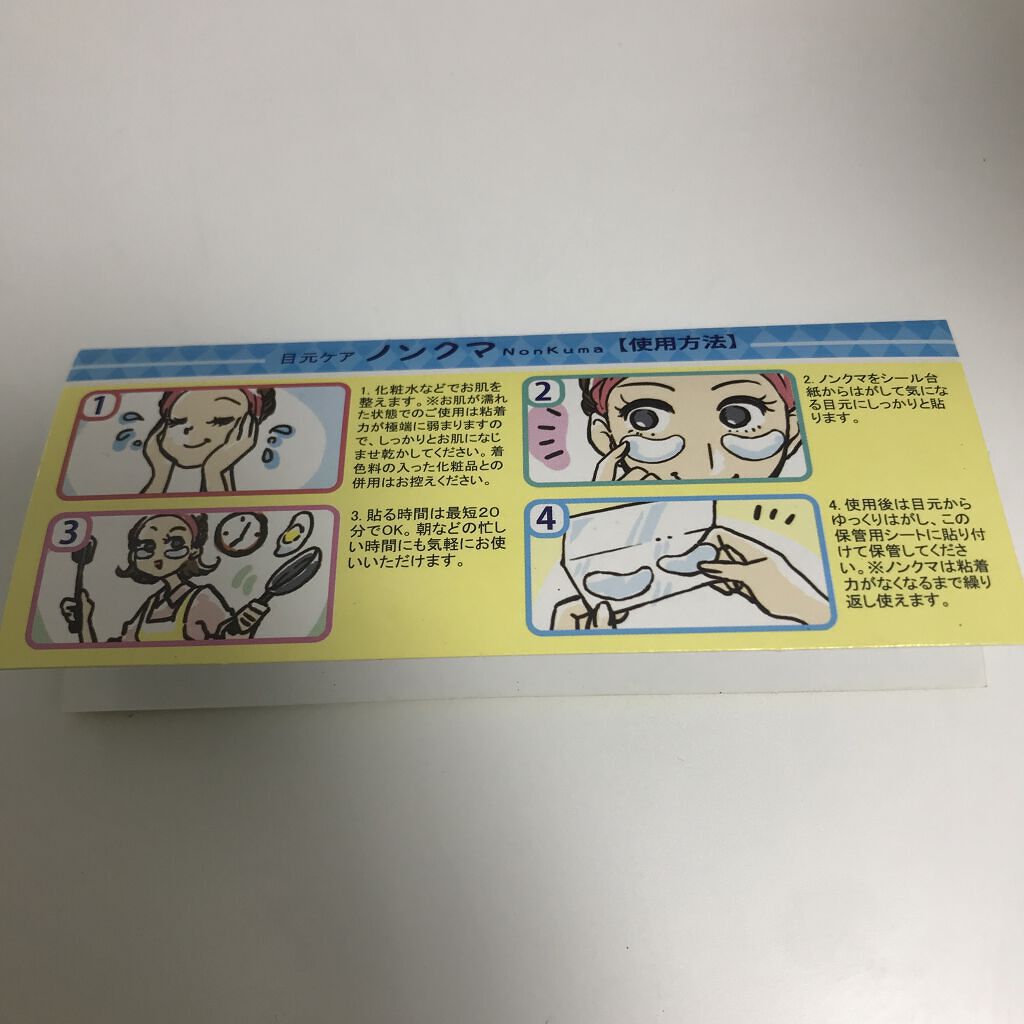 目元ケア ノンクマ NonKuma 【使用方法】
1
1. 化粧水などでお肌を
整えます。※お肌が濡れ
た状態でのご使用は粘着
力が極端に弱まりますの
で、しっかりとお肌になじ
ませ乾かしてください。着
色料の入った化粧品との
併用はお控えください。
2
2. ノンクマをシール台
紙からはがして気にな
る目元にしっかりと貼
ります。
3
3. 貼る時間は最短20
分でOK。朝などの忙し
い時間にも気軽にお使
いいただけます。
4
4. 使用後は目元から
ゆっくりはがし、この
保管用シートに貼り付
けて保管してくださ
い。※ノンクマは粘着
力がなくなるまで繰り
返し使えます。